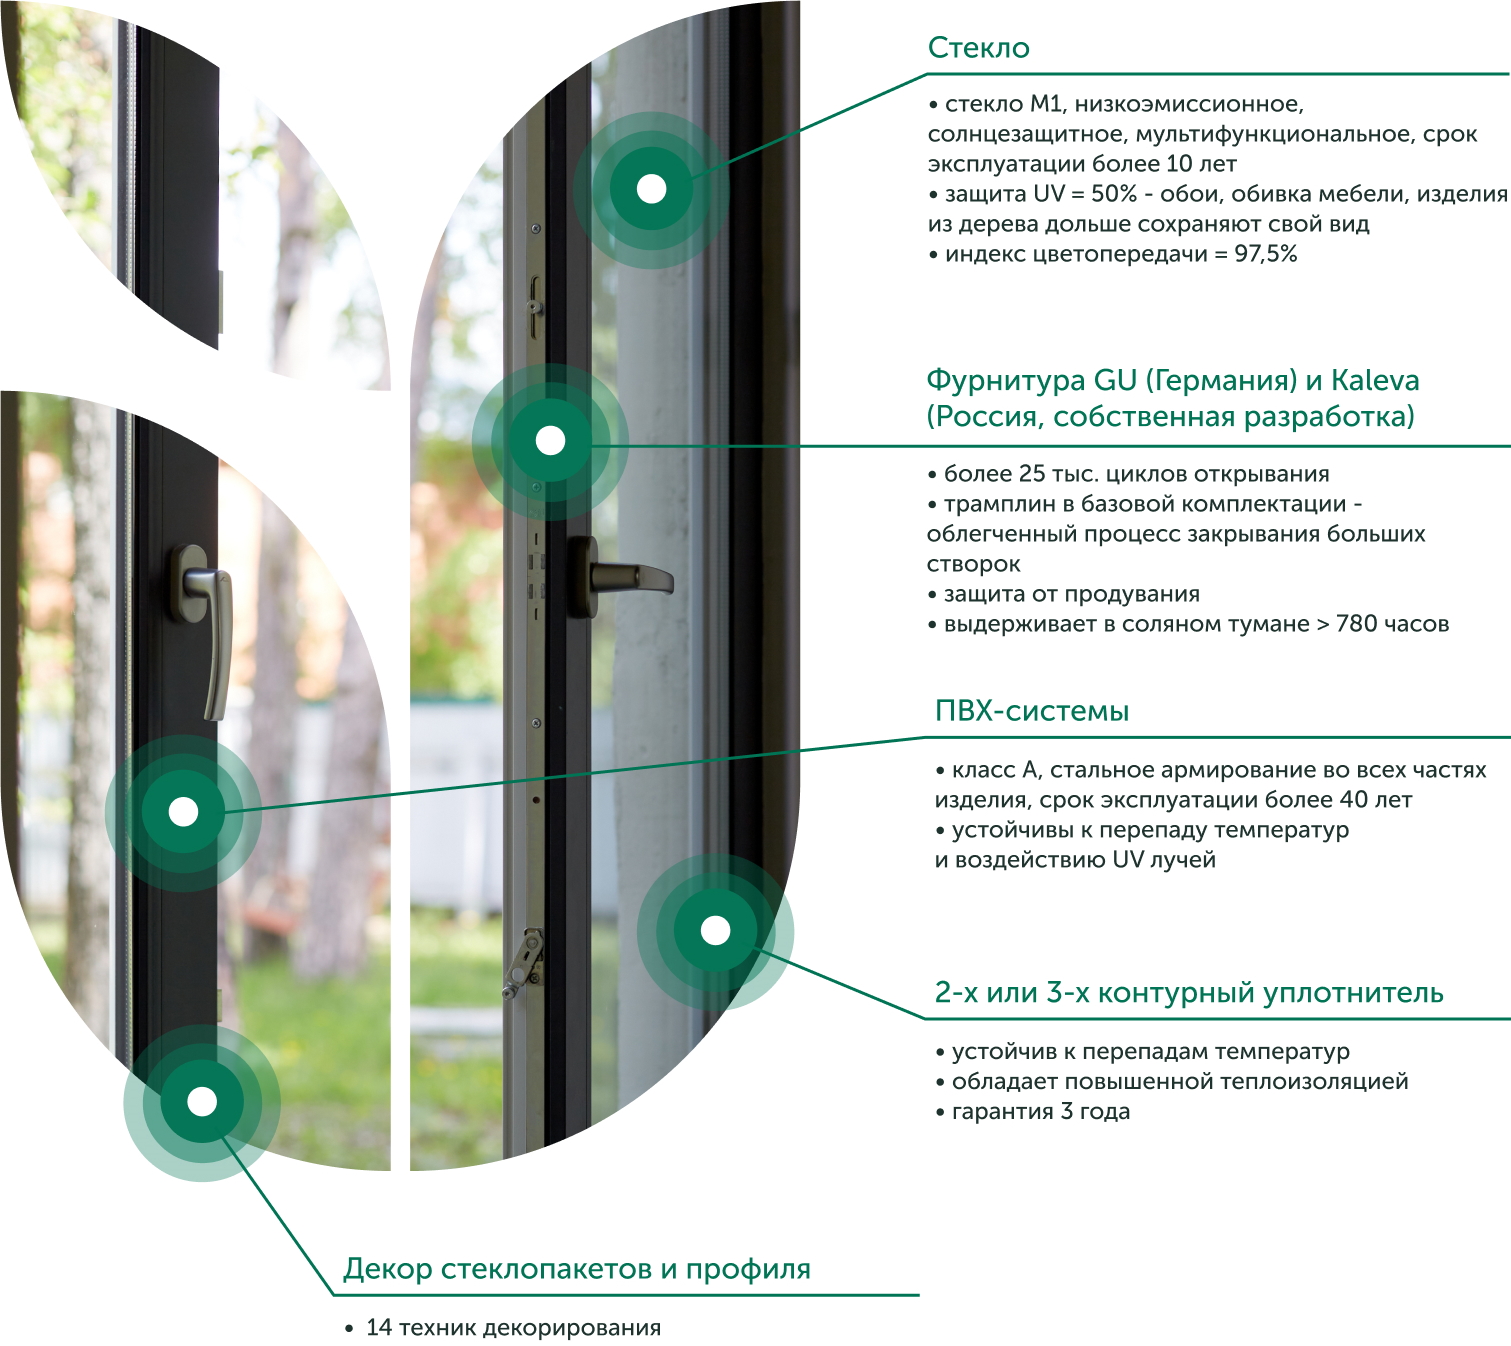 Стекло
• стекло М1, низкоэмиссионное,
солнцезащитное, мультифункциональное, срок
эксплуатации более 10 лет
• защита UV = 50% - обои, обивка мебели, изделия
из дерева дольше сохраняют свой вид
• индекс цветопередачи = 97,5%
Фурнитура GU (Германия) и Kaleva
(Россия, собственная разработка)
• более 25 тыс. циклов открывания
• трамплин в базовой комплектации -
облегченный процесс закрывания больших
створок
• защита от продувания
• выдерживает в соляном тумане > 780 часов
ПВХ-системы
• класс А, стальное армирование во всех частях
изделия, срок эксплуатации более 40 лет
• устойчивы к перепаду температур
и воздействию UV лучей
2-х или 3-х контурный уплотнитель
• устойчив к перепадам температур
• обладает повышенной теплоизоляцией
• гарантия 3 года
Декор стеклопакетов и профиля
• 14 техник декорирования